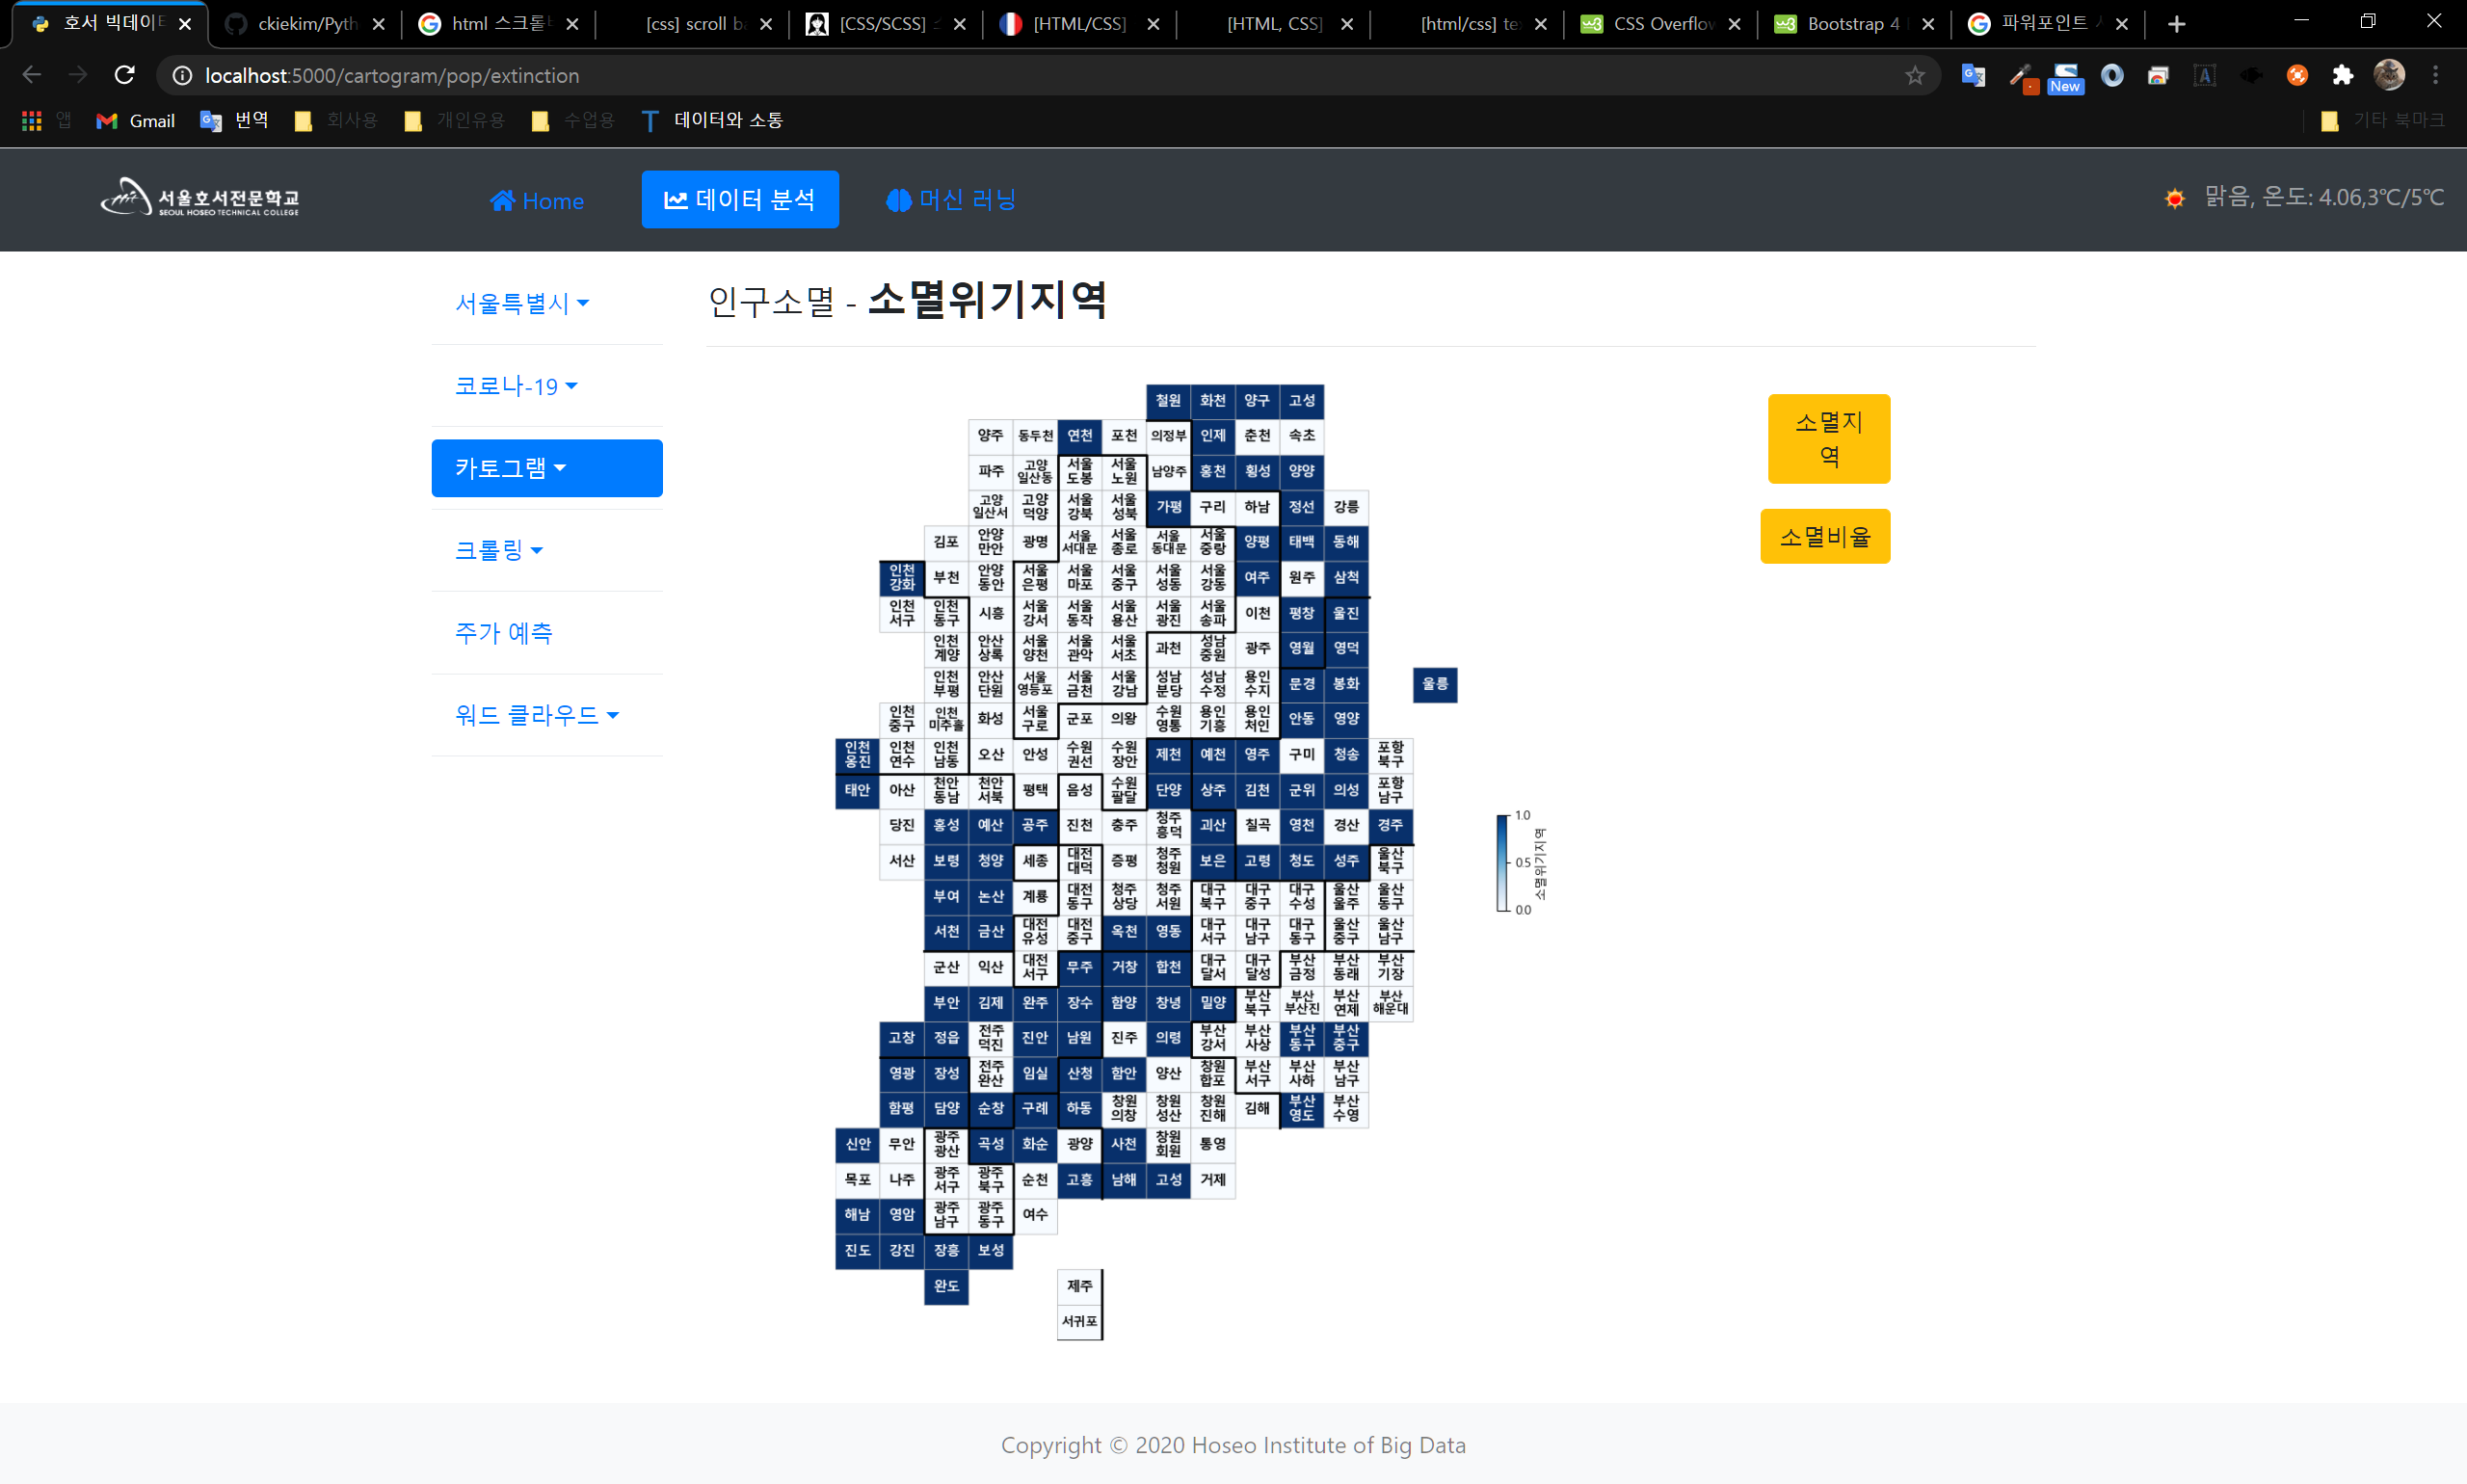 호서 빅데이터
ckiekim/Pyth
html 스크롤바
[css] scroll ba
[CSS/SCSS]
[HTML/CSS]
[HTML, CSS]
[html/css] te
CSS Overflow
Bootstrap 4
파워포인트
localhost:5000/cartogram/pop/extinction
New
앱
Gmail
번역
회사용
개인유용
수업용
데이터와 소통
기타 북마크
서울호서전문학교
SEOUL HOSEO TECHNICAL COLLEGE
Home
데이터 분석
머신 러닝
맑음, 온도: 4.06,3℃/5℃
서울특별시
코로나-19
카토그램
크롤링
주가 예측
워드 클라우드
인구소멸 - 소멸위기지역
소멸지역
소멸비율
철원 화천 양구 고성
양주 동두천 연천 포천 의정부 인제 춘천 속초
파주 고양 일산동 서울 도봉 서울 노원 남양주 홍천 횡성 양양
고양 일산서 고양 덕양 서울 강북 서울 성북 가평 구리 하남 정선 강릉
김포 안양 만안 광명 서울 서대문 서울 종로 서울 동대문 서울 중랑 양평 태백 동해
인천 강화 부천 안양 동안 서울 은평 서울 마포 서울 중구 서울 성동 서울 강동 여주 원주 삼척
인천 서구 인천 동구 시흥 서울 강서 서울 동작 서울 용산 서울 광진 서울 송파 이천 평창 울진
인천 계양 안산 상록 서울 양천 서울 관악 서울 서초 과천 성남 중원 광주 영월 영덕
인천 부평 안산 단원 서울 영등포 서울 금천 서울 강남 성남 분당 성남 수정 용인 수지 문경 봉화 울릉
인천 중구 인천 미추홀 화성 서울 구로 군포 의왕 수원 영통 용인 기흥 용인 처인 안동 영양
인천 옹진 인천 연수 인천 남동 오산 안성 수원 권선 수원 장안 제천 예천 영주 구미 청송 포항 북구
태안 아산 천안 동남 천안 서북 평택 음성 수원 팔달 단양 상주 김천 군위 의성 포항 남구
당진 홍성 예산 공주 진천 충주 청주 흥덕 괴산 칠곡 영천 경산 경주
서산 보령 청양 세종 대전 대덕 증평 청주 청원 보은 고령 청도 성주 울산 북구
부여 논산 계룡 대전 동구 청주 상당 청주 서원 대구 북구 대구 중구 대구 수성 울산 울주 울산 동구
서천 금산 대전 유성 대전 중구 옥천 영동 대구 서구 대구 남구 대구 동구 울산 중구 울산 남구
군산 익산 대전 서구 무주 거창 합천 대구 달서 대구 달성 부산 금정 부산 동래 부산 기장
부안 김제 완주 장수 함양 창녕 밀양 부산 북구 부산 부산진 부산 연제 부산 해운대
고창 정읍 전주 덕진 진안 남원 진주 의령 부산 강서 부산 사상 부산 동구 부산 중구
영광 장성 전주 완산 임실 산청 함안 양산 창원 합포 부산 서구 부산 사하 부산 남구
함평 담양 순창 구례 하동 창원 의창 창원 성산 창원 진해 김해 부산 영도 부산 수영
신안 무안 광주 광산 곡성 화순 광양 사천 창원 회원 통영
목포 나주 광주 서구 광주 북구 순천 고흥 남해 고성 거제
해남 영암 광주 남구 광주 동구 여수
진도 강진 장흥 보성
완도 제주
서귀포
1.0
0.5
0.0
소멸위기지역
Copyright © 2020 Hoseo Institute of Big Data